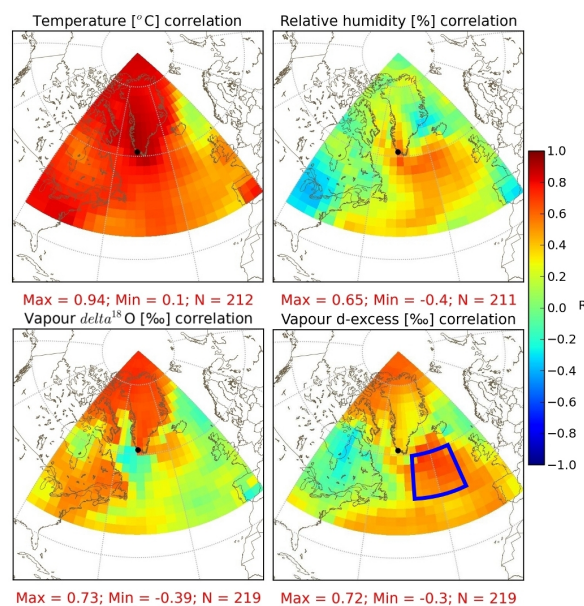 Temperature [°C] correlation
Relative humidity [%] correlation
Max = 0.94; Min = 0.1; N = 212
Max = 0.65; Min = -0.4; N = 211
Vapour delta¹⁸O [‰] correlation
Vapour d-excess [‰] correlation
Max = 0.73; Min = -0.39; N = 219
Max = 0.72; Min = -0.3; N = 219
1.0
0.8
0.6
0.4
0.2
0.0
−0.2
−0.4
−0.6
−0.8
−1.0
R